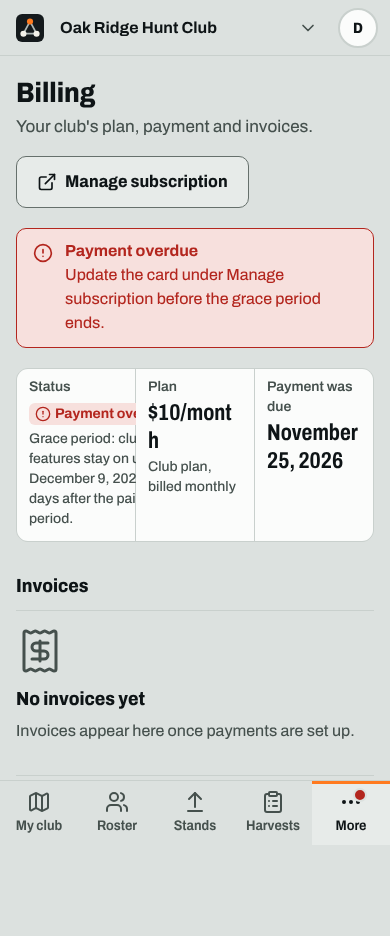 Oak Ridge Hunt Club
D
Billing
Your club's plan, payment and invoices.
Manage subscription
Payment overdue
Update the card under Manage
subscription before the grace period
ends.
Status
Payment ove
Grace period: clu
features stay on u
December 9, 202
days after the pai
period.
Plan
$10/mont
h
Club plan,
billed monthly
Payment was
due
November
25, 2026
Invoices
No invoices yet
Invoices appear here once payments are set up.
My club
Roster
Stands
Harvests
More